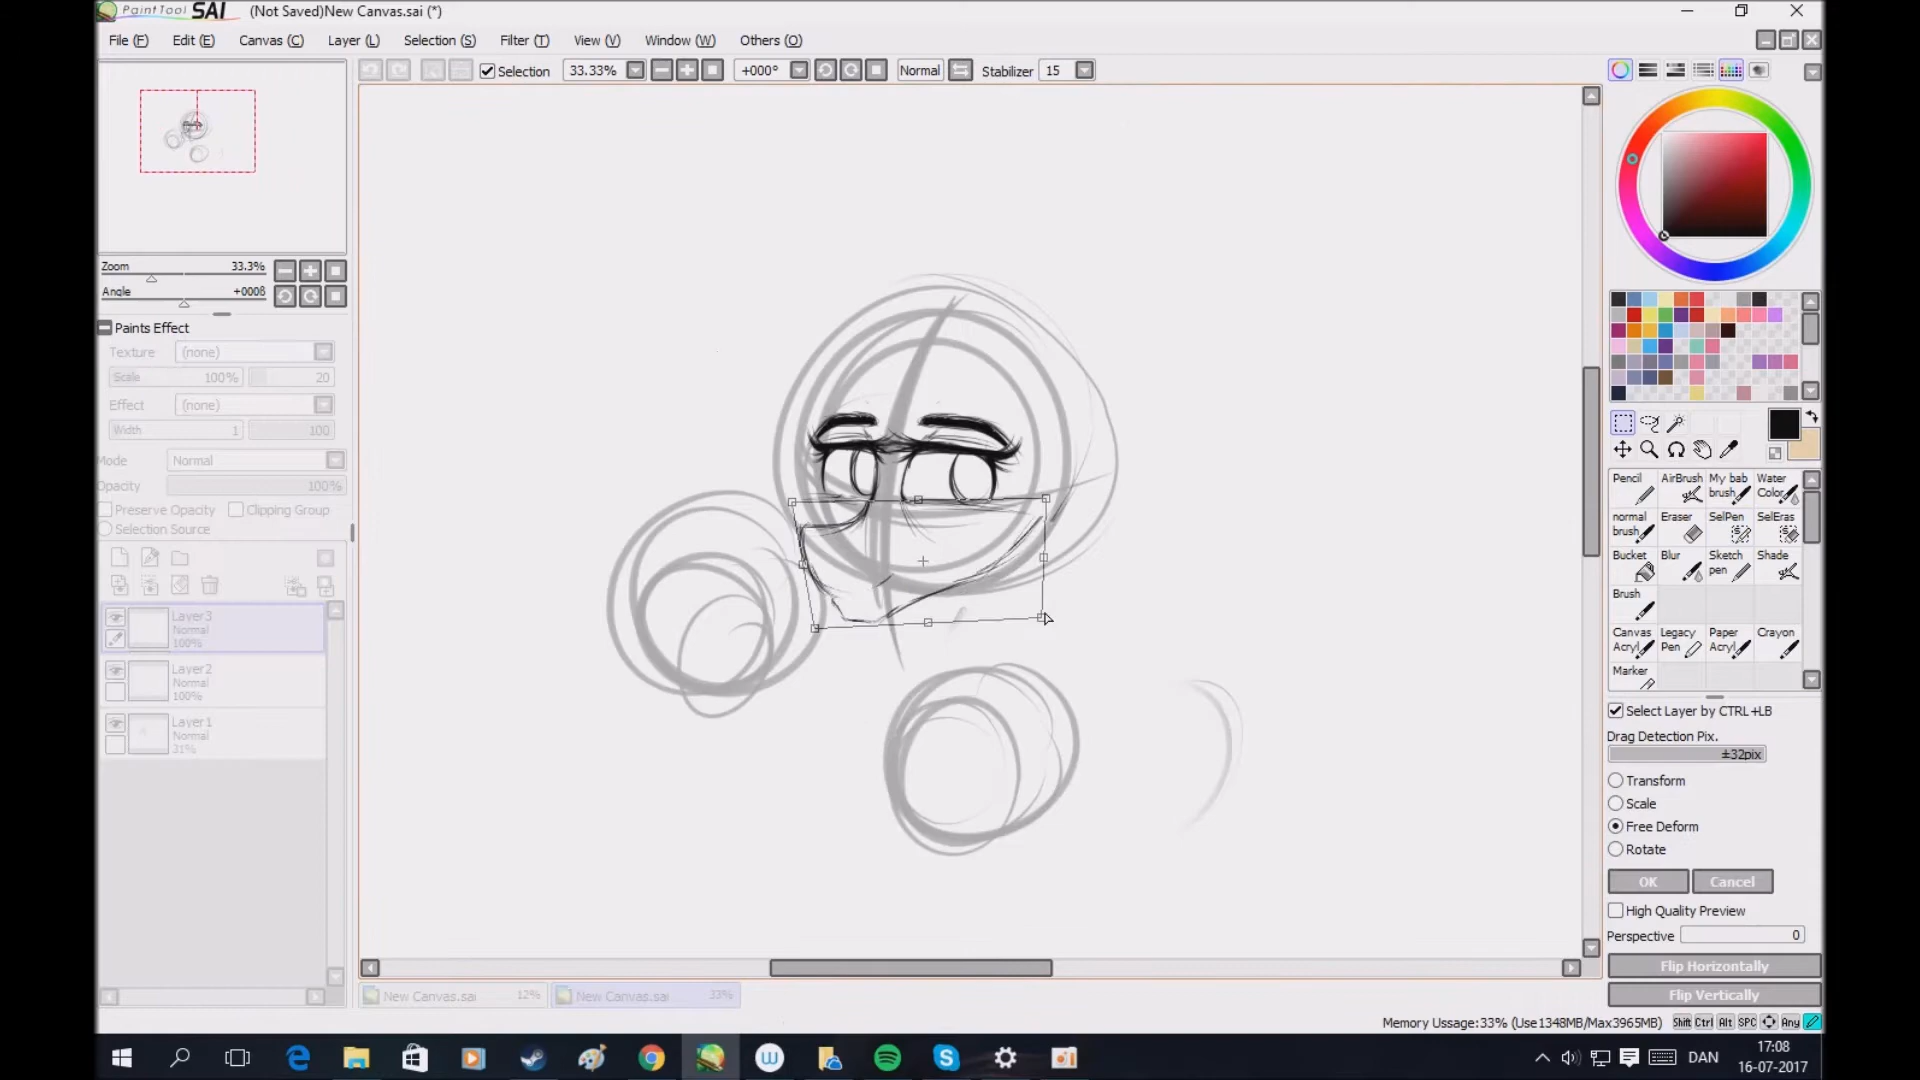 PaintTool SAI (Not Saved)New Canvas.sai (*)
File (F) Edit (E) Canvas (C) Layer (L) Selection (S) Filter (T) View (V) Window (W) Others (O)
Selection 33.33% +000° Normal Stabilizer 15
Zoom 33.3%
Angle +0008
Paints Effect
Texture (none)
Scale 100% 20
Effect (none)
Width 1 100
Mode Normal
Opacity 100%
Preserve Opacity Clipping Group
Selection Source
Layer3
Normal
100%
Layer2
Normal
100%
Layer1
Normal
31%
Pencil AirBrush My bab brush Water Color
normal brush Eraser SelPen SelEras
Bucket Blur Sketch pen Shade
Brush
Canvas Acryl Legacy Pen Paper Acryl Crayon
Marker
Select Layer by CTRL+LB
Drag Detection Pix.
±32pix
Transform
Scale
Free Deform
Rotate
OK Cancel
High Quality Preview
Perspective 0
Flip Horizontally
Flip Vertically
New Canvas.sai 12% New Canvas.sai 33%
Memory Ussage:33% (Use1348MB/Max3965MB) Shift Ctrl Alt SPC Any
DAN 17:08
16-07-2017